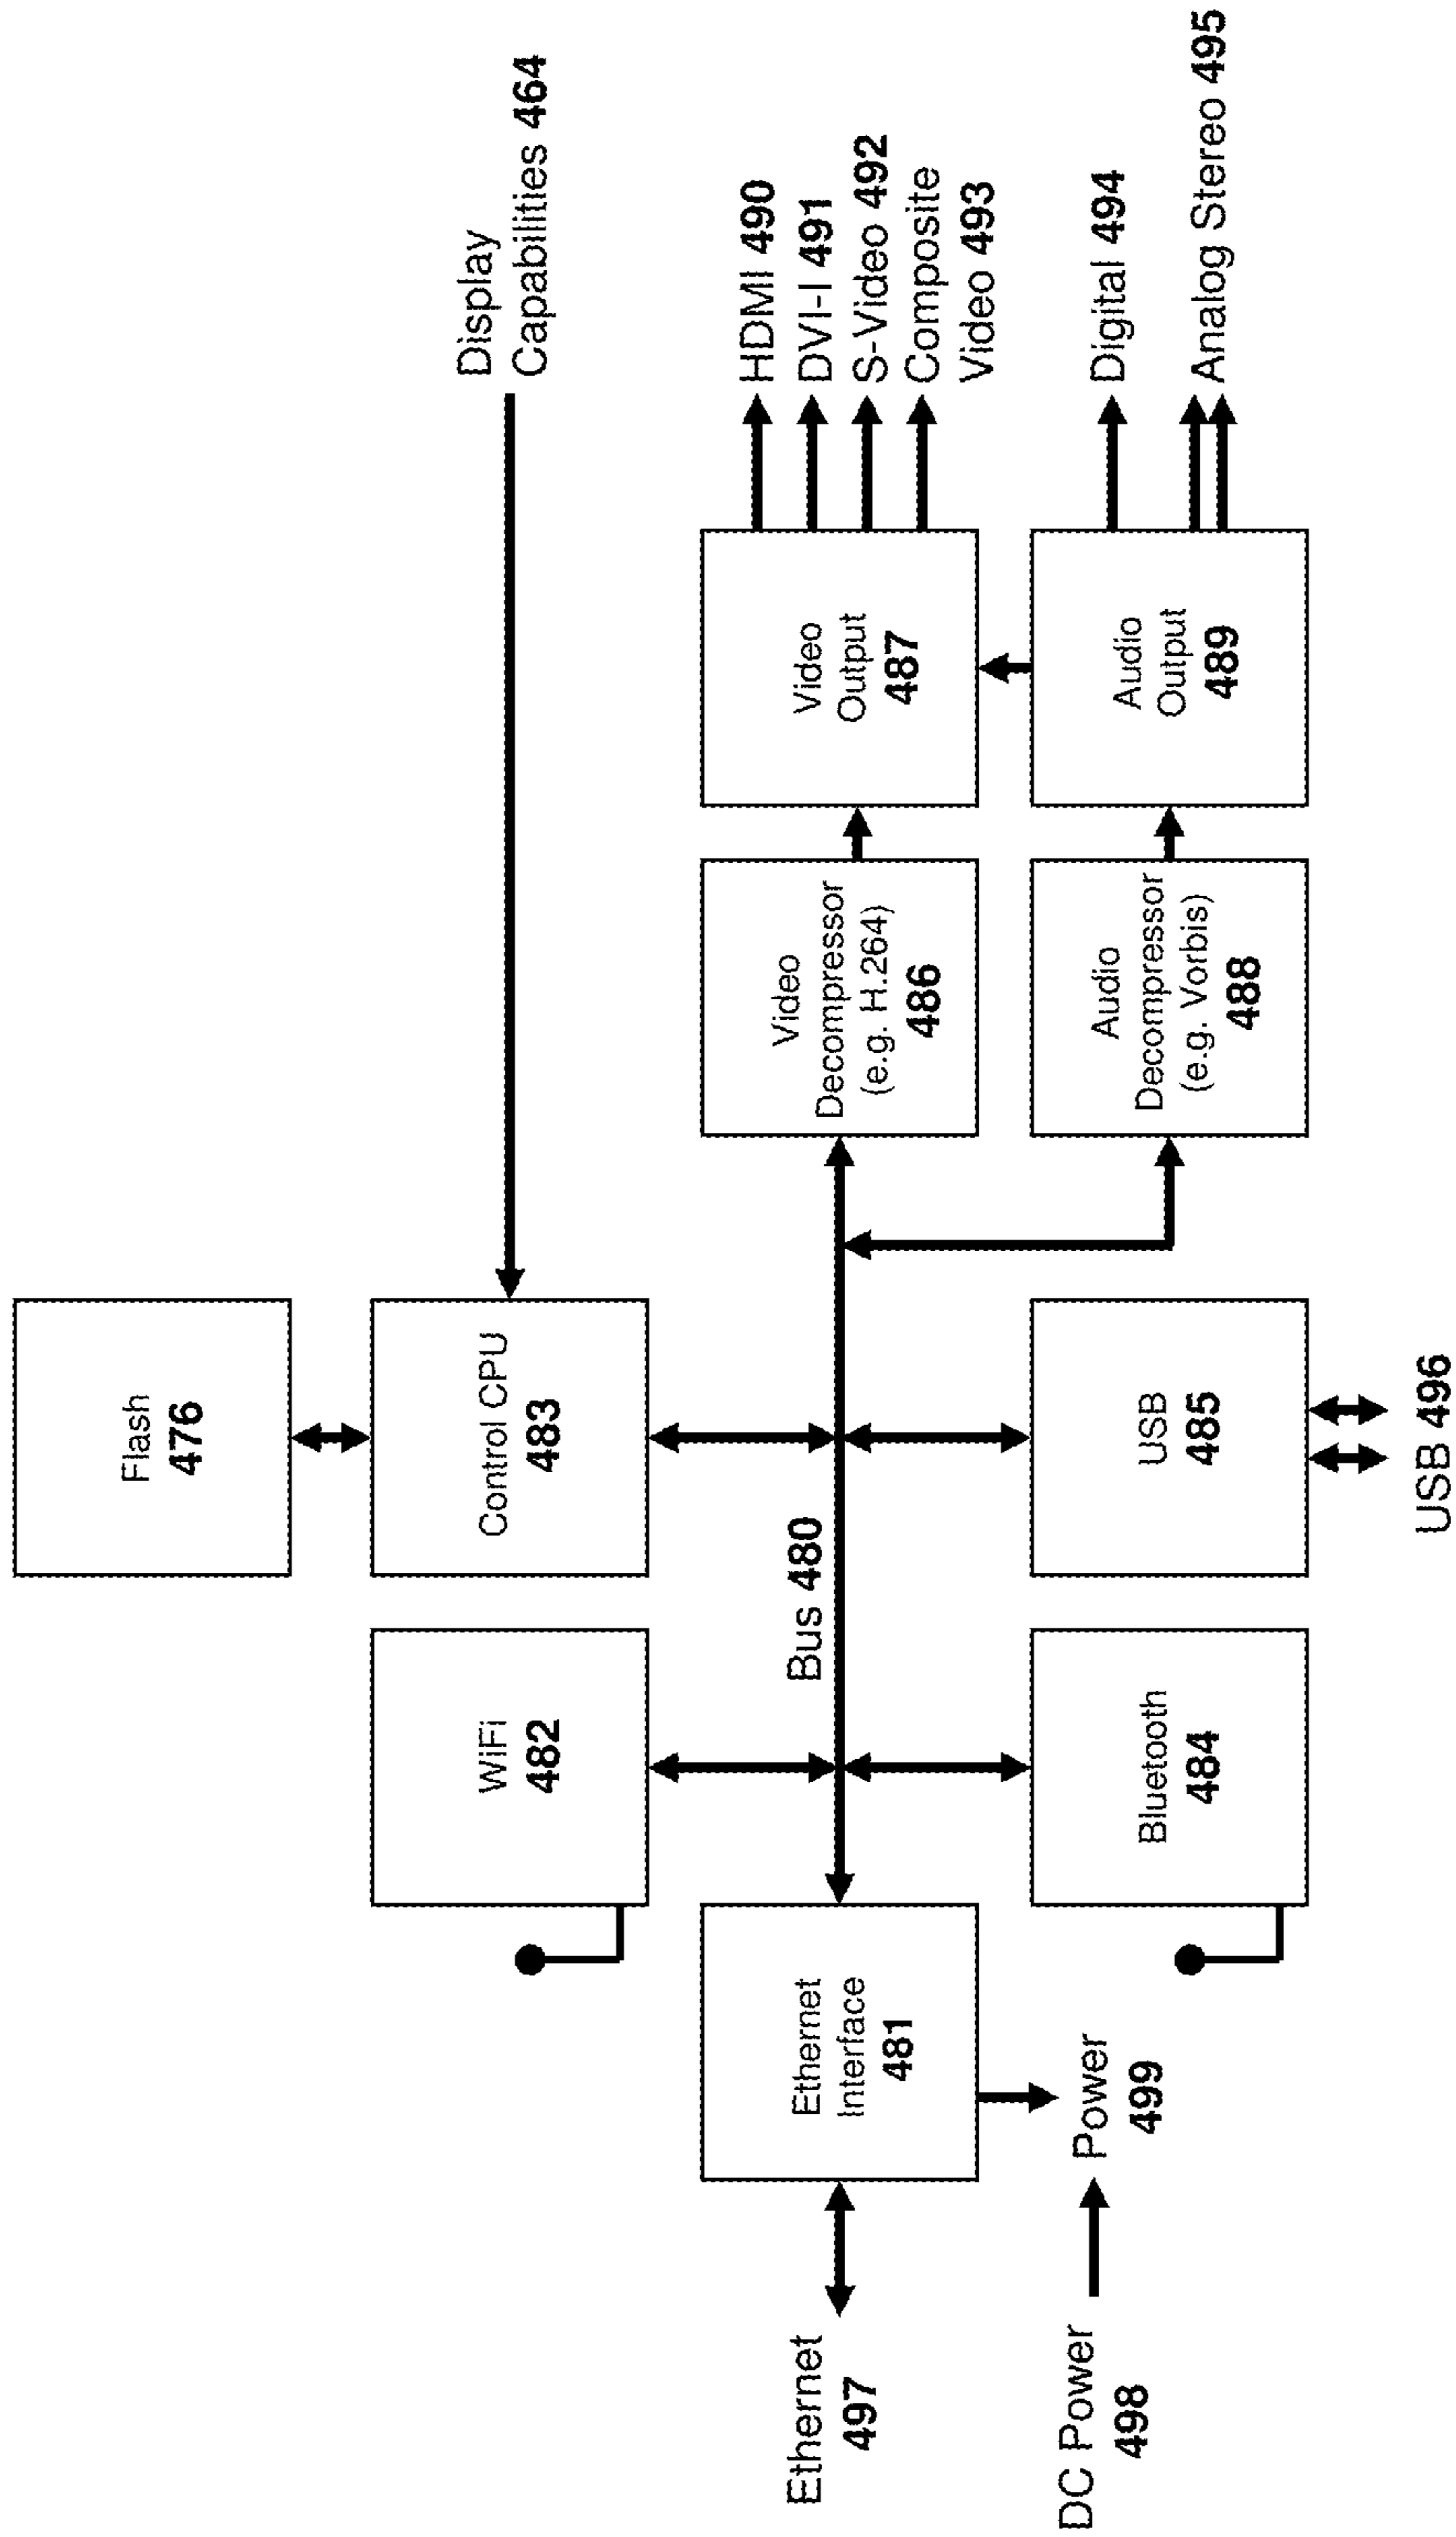 Flash
476
Display
Capabilities 464
WiFi
482
Control CPU
483
Bus 480
Ethernet
497
Ethernet
Interface
481
Video
Decompressor
(e.g. H.264)
486
Video
Output
487
HDMI 490
DVI-I 491
S-Video 492
Composite
Video 493
DC Power
498
Power
499
Bluetooth
484
USB
485
Audio
Decompressor
(e.g. Vorbis)
488
Audio
Output
489
Digital 494
Analog Stereo 495
USB 496